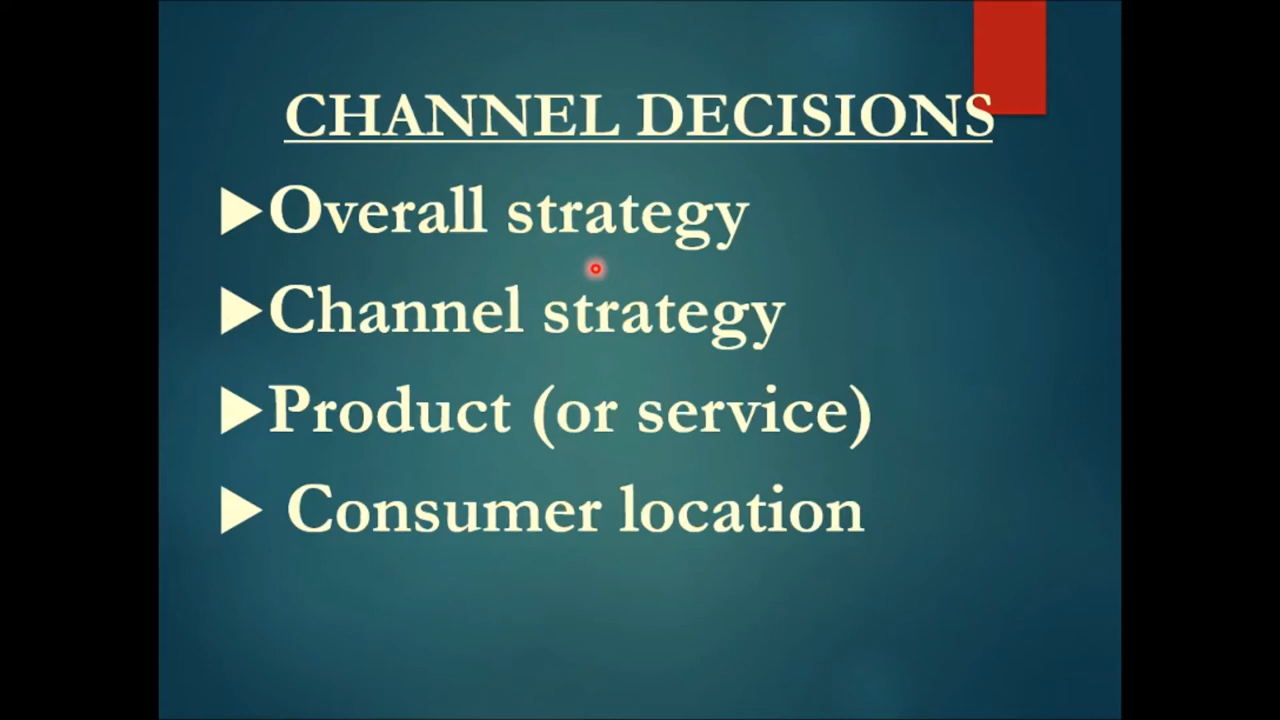 CHANNEL DECISIONS
Overall strategy
Channel strategy
Product (or service)
Consumer location